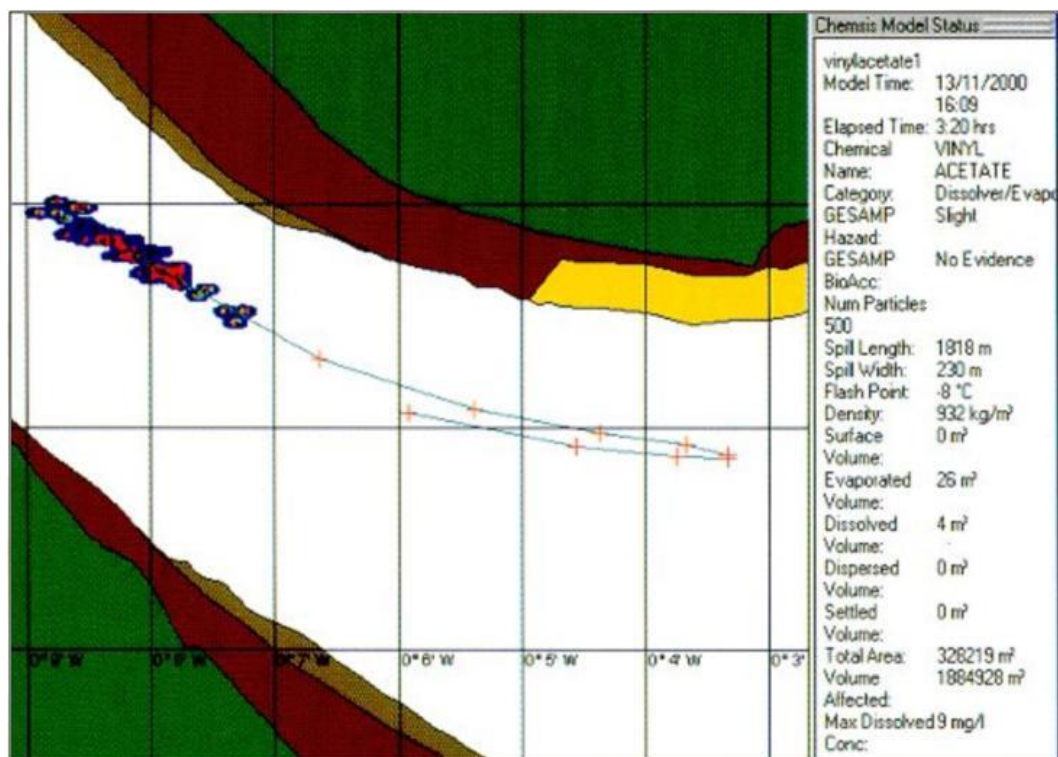 Chemsis Model Status
vinylacetate1
Model Time: 13/11/2000
16:09
Elapsed Time: 3:20 hrs
Chemical VINYL
Name: ACETATE
Category: Dissolver/Evapo
GESAMP Slight
Hazard:
GESAMP No Evidence
BioAcc:
Num Particles
500
Spill Length: 1818 m
Spill Width: 230 m
Flash Point: -8 °C
Density: 932 kg/m³
Surface 0 m³
Volume:
Evaporated 26 m³
Volume:
Dissolved 4 m³
Volume:
Dispersed 0 m³
Volume:
Settled 0 m³
Volume:
Total Area: 328219 m²
Volume 1884928 m³
Affected:
Max Dissolved 9 mg/l
Conc:
0° 9' W 0° 8' W 0° 7' W 0° 6' W 0° 5' W 0° 4' W 0° 3'